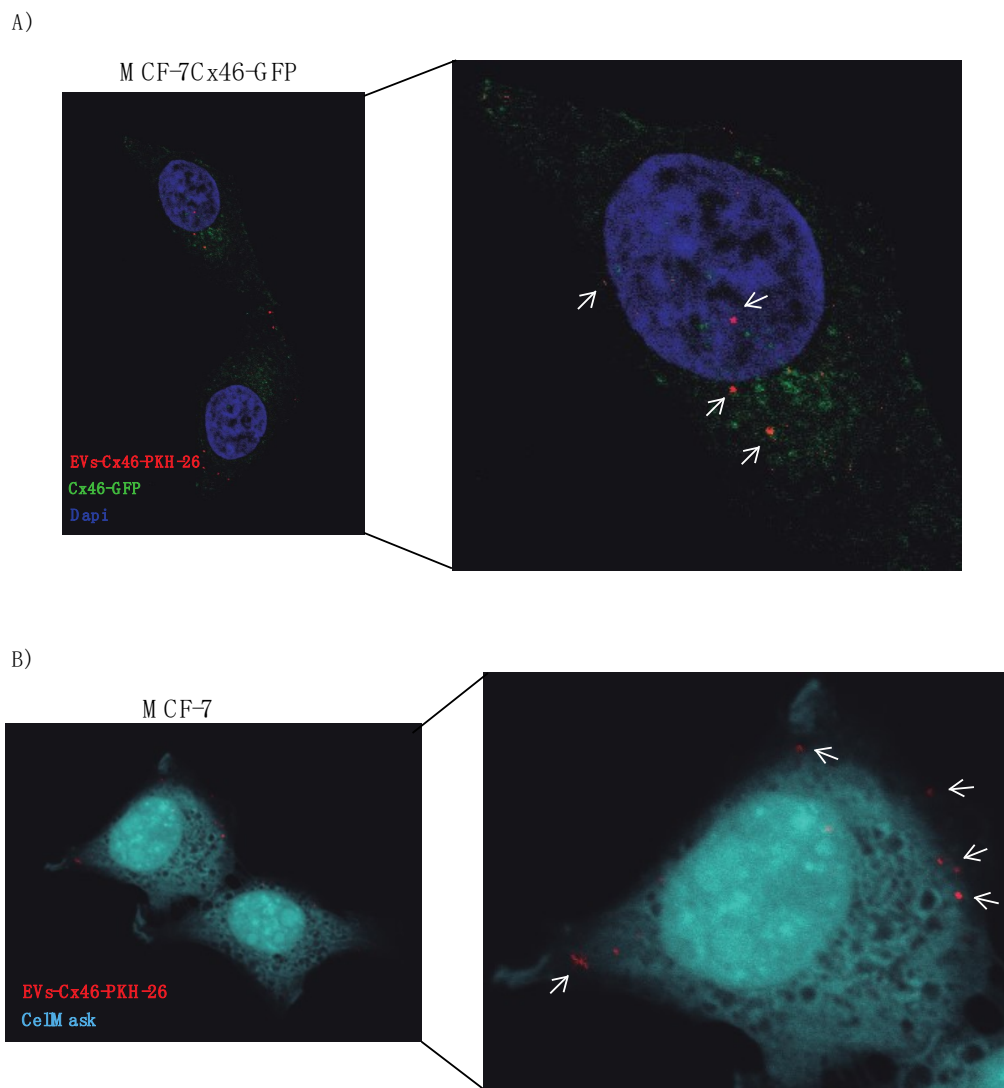 A)
MCF-7Cx46-GFP
EVs-Cx46-PKH-26
Cx46-GFP
Dapi
B)
MCF-7
EVs-Cx46-PKH-26
CellMask